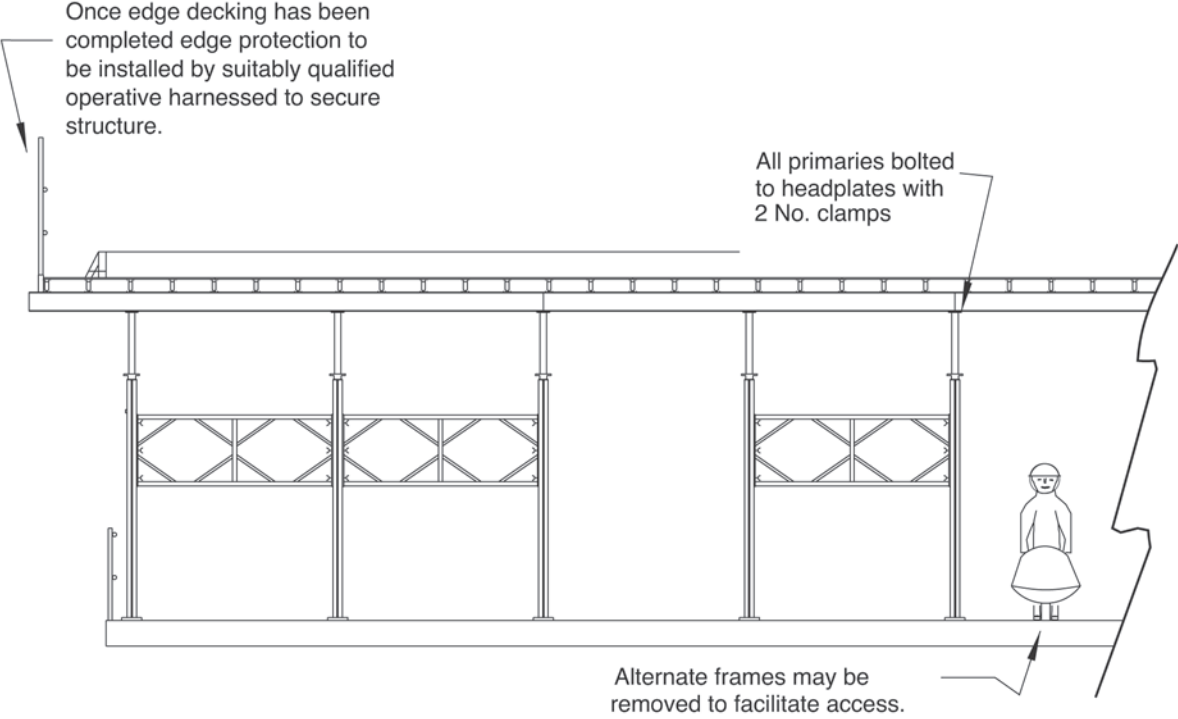 Once edge decking has been
completed edge protection to
be installed by suitably qualified
operative harnessed to secure
structure.
All primaries bolted
to headplates with
2 No. clamps
Alternate frames may be
removed to facilitate access.